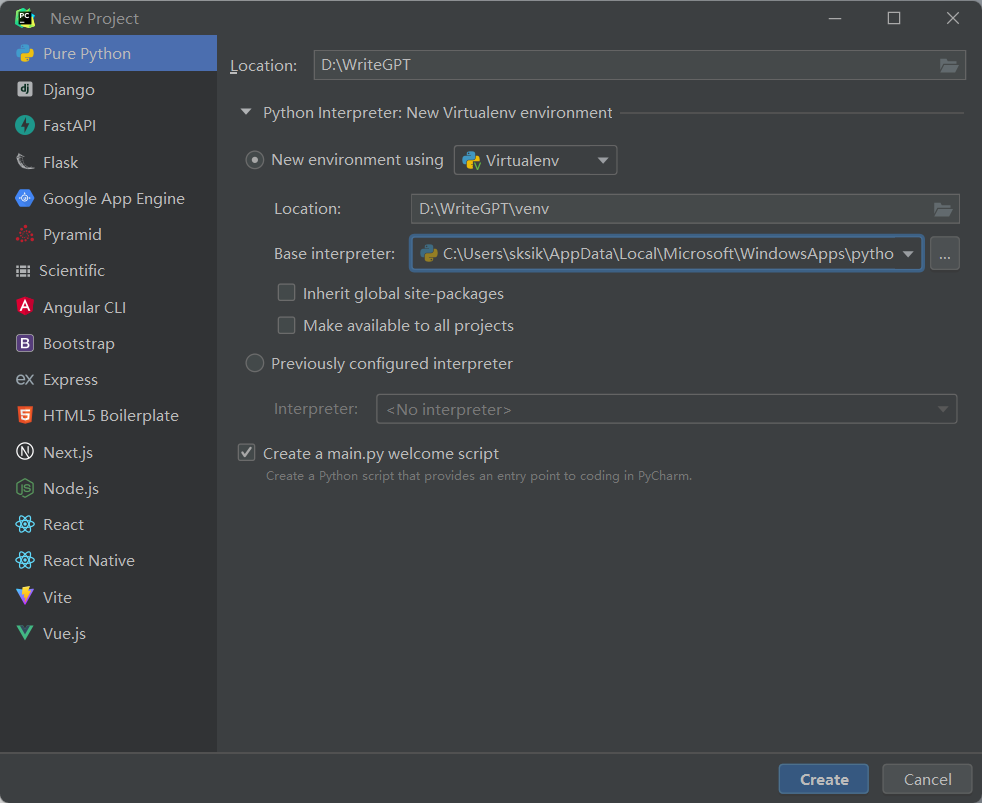 New Project
Pure Python
Django
FastAPI
Flask
Google App Engine
Pyramid
Scientific
Angular CLI
Bootstrap
Express
HTML5 Boilerplate
Next.js
Node.js
React
React Native
Vite
Vue.js
Location: D:\WriteGPT
Python Interpreter: New Virtualenv environment
New environment using Virtualenv
Location: D:\WriteGPT\venv
Base interpreter: C:\Users\sksik\AppData\Local\Microsoft\WindowsApps\pytho ...
Inherit global site-packages
Make available to all projects
Previously configured interpreter
Interpreter: <No interpreter>
Create a main.py welcome script
Create a Python script that provides an entry point to coding in PyCharm.
Create Cancel